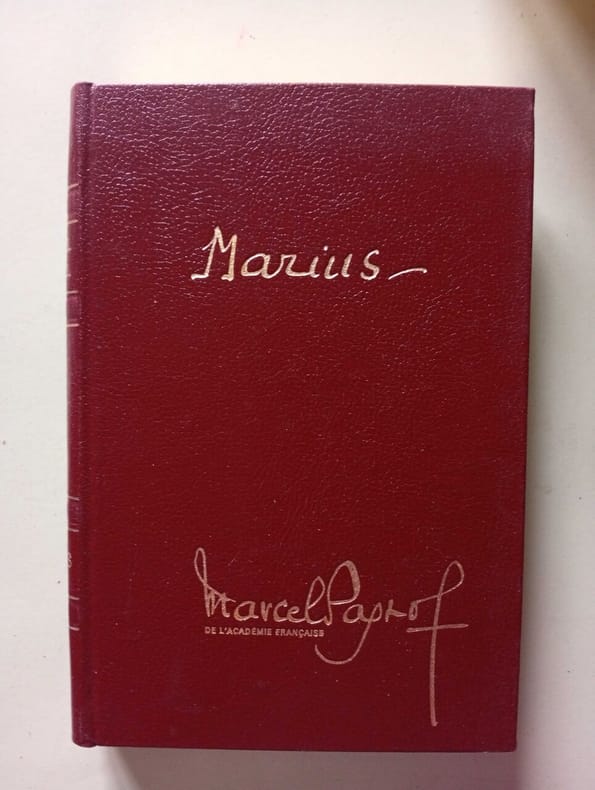 Marius
Marcel Pagnol
DE L'ACADÉMIE FRANÇAISE